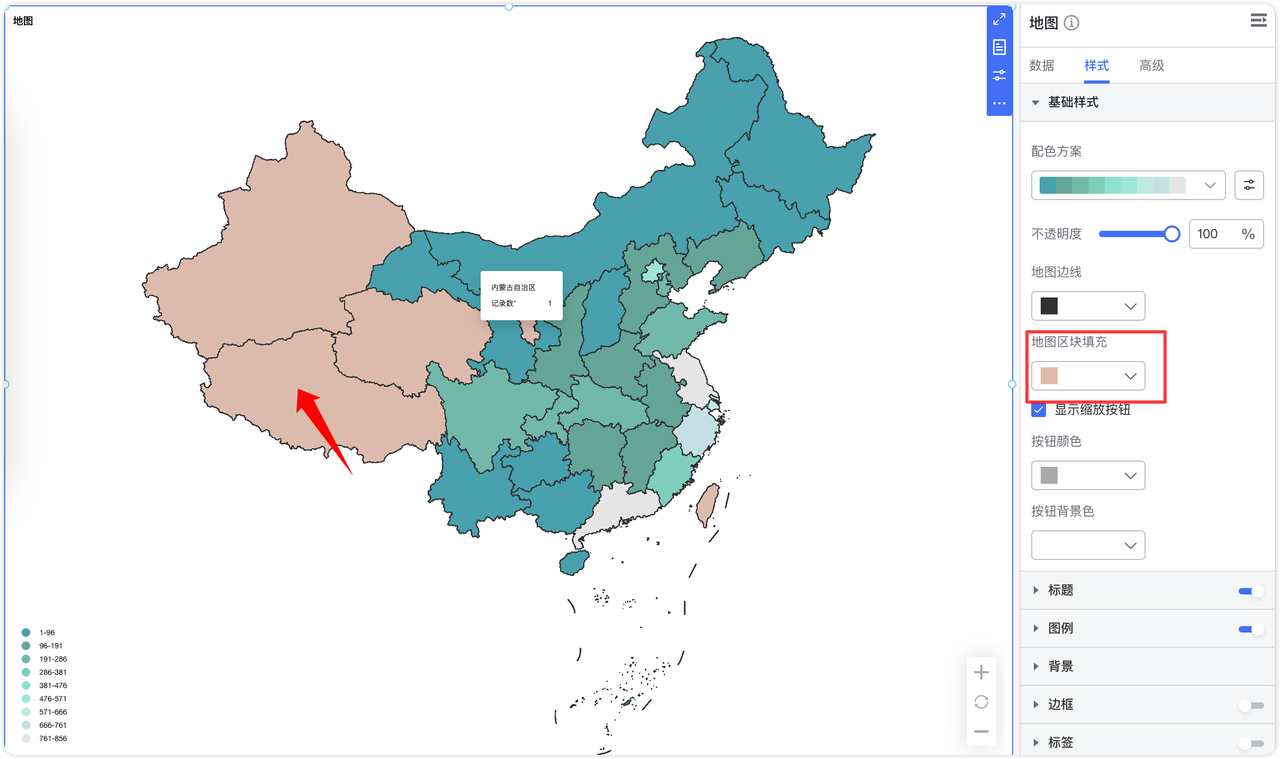 地图
内蒙古自治区
记录数* 1
1-96
96-191
191-286
286-381
381-476
476-571
571-666
666-761
761-856
地图
数据 样式 高级
基础样式
配色方案
不透明度 100 %
地图边线
地图区块填充
显示缩放按钮
按钮颜色
按钮背景色
标题
图例
背景
边框
标签